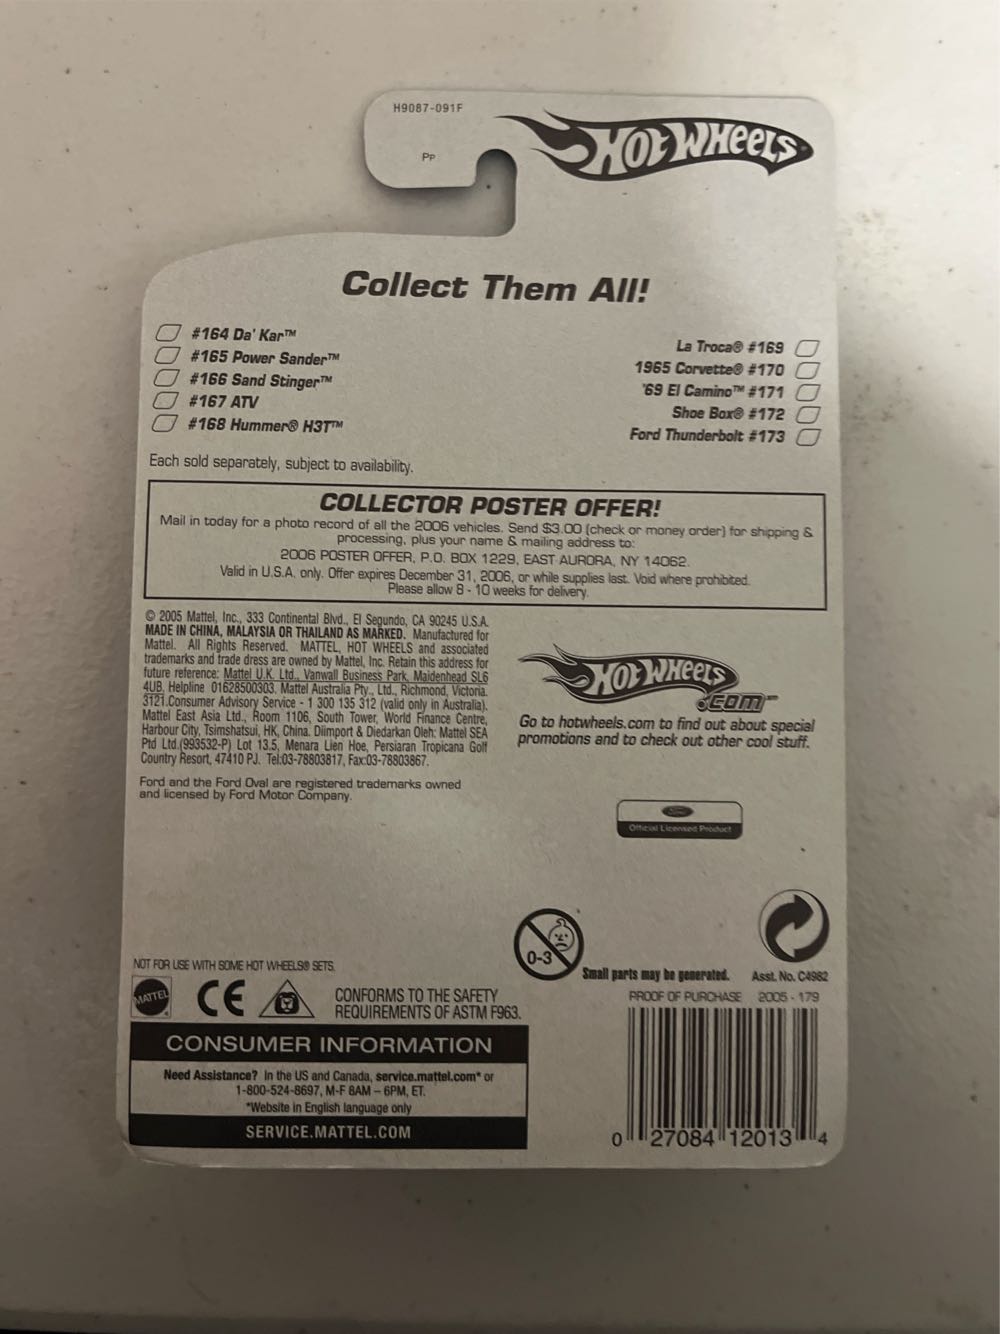 H9087-091F
HOT WHEELS
Pp
Collect Them All!
#164 Da' Kar™
#165 Power Sander™
#166 Sand Stinger™
#167 ATV
#168 Hummer® H3T™
La Troca® #169
1965 Corvette® #170
'69 El Camino™ #171
Shoe Box® #172
Ford Thunderbolt #173
Each sold separately, subject to availability.
COLLECTOR POSTER OFFER!
Mail in today for a photo record of all the 2006 vehicles. Send $3.00 (check or money order) for shipping &
processing, plus your name & mailing address to:
2006 POSTER OFFER, P.O. BOX 1229, EAST AURORA, NY 14062.
Valid in U.S.A. only. Offer expires December 31, 2006, or while supplies last. Void where prohibited.
Please allow 8 - 10 weeks for delivery.
© 2005 Mattel, Inc., 333 Continental Blvd., El Segundo, CA 90245 U.S.A.
MADE IN CHINA, MALAYSIA OR THAILAND AS MARKED. Manufactured for
Mattel. All Rights Reserved. MATTEL, HOT WHEELS and associated
trademarks and trade dress are owned by Mattel, Inc. Retain this address for
future reference: Mattel U.K. Ltd., Vanwall Business Park, Maidenhead SL6
4UB. Helpline 01628500303. Mattel Australia Pty., Ltd., Richmond, Victoria.
3121.Consumer Advisory Service - 1 300 135 312 (valid only in Australia).
Mattel East Asia Ltd., Room 1106, South Tower, World Finance Centre,
Harbour City, Tsimshatsui, HK, China. Diimport & Diedarkan Oleh: Mattel SEA
Ptd Ltd.(993532-P) Lot 13.5, Menara Lien Hoe, Persiaran Tropicana Golf
Country Resort, 47410 PJ. Tel:03-78803817, Fax:03-78803867.
Ford and the Ford Oval are registered trademarks owned
and licensed by Ford Motor Company.
HOT WHEELS
.com™
Go to hotwheels.com to find out about special
promotions and to check out other cool stuff.
Ford
Official Licensed Product
0-3
Small parts may be generated.
Asst. No. C4982
NOT FOR USE WITH SOME HOT WHEELS® SETS.
MATTEL
CE
CONFORMS TO THE SAFETY
REQUIREMENTS OF ASTM F963.
PROOF OF PURCHASE 2005 - 179
CONSUMER INFORMATION
Need Assistance? In the US and Canada, service.mattel.com* or
1-800-524-8697, M-F 8AM – 6PM, ET.
*Website in English language only
SERVICE.MATTEL.COM
0 27084 12013 4